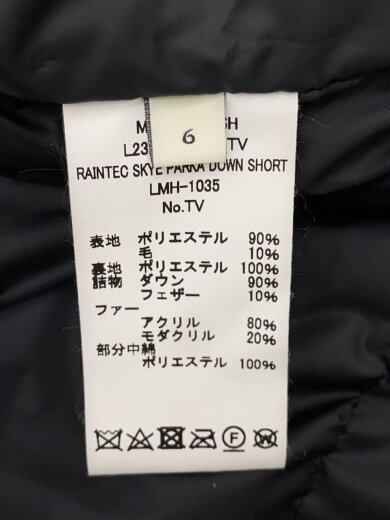 6
RAINTEC SKYE PARKA DOWN SHORT
LMH-1035
No.TV
表地 ポリエステル 90%
毛 10%
裏地 ポリエステル 100%
詰物 ダウン 90%
フェザー 10%
ファー
アクリル 80%
モダクリル 20%
部分中綿
ポリエステル 100%